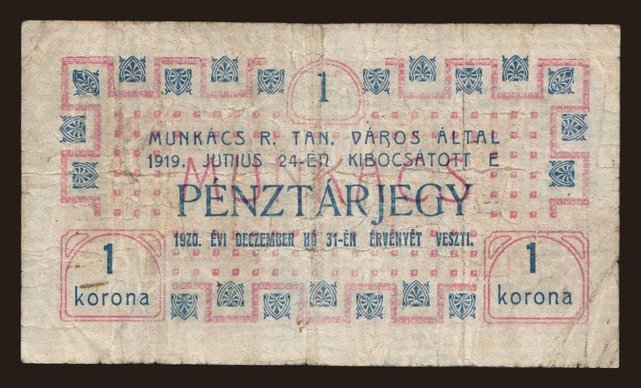 1
MUNKÁCS R. TAN. VÁROS ÁLTAL
1919. JUNIUS 24-ÉN KIBOCSÁTOTT E
MUNKÁCS
PÉNZTÁRJEGY
1920. ÉVI DECZEMBER HÓ 31-ÉN ÉRVÉNYÉT VESZTI.
1
korona
1
korona